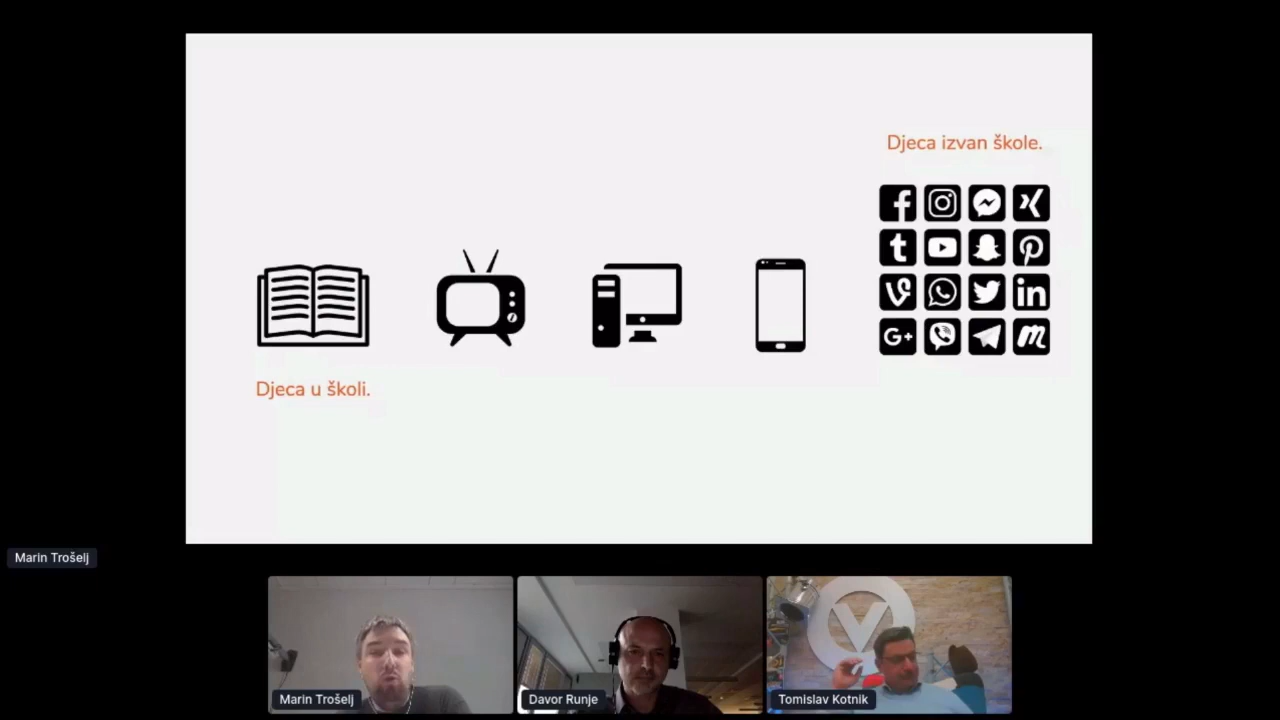 Djeca izvan škole.
Djeca u školi.
Marin Trošelj
Marin Trošelj
Davor Runje
Tomislav Kotnik